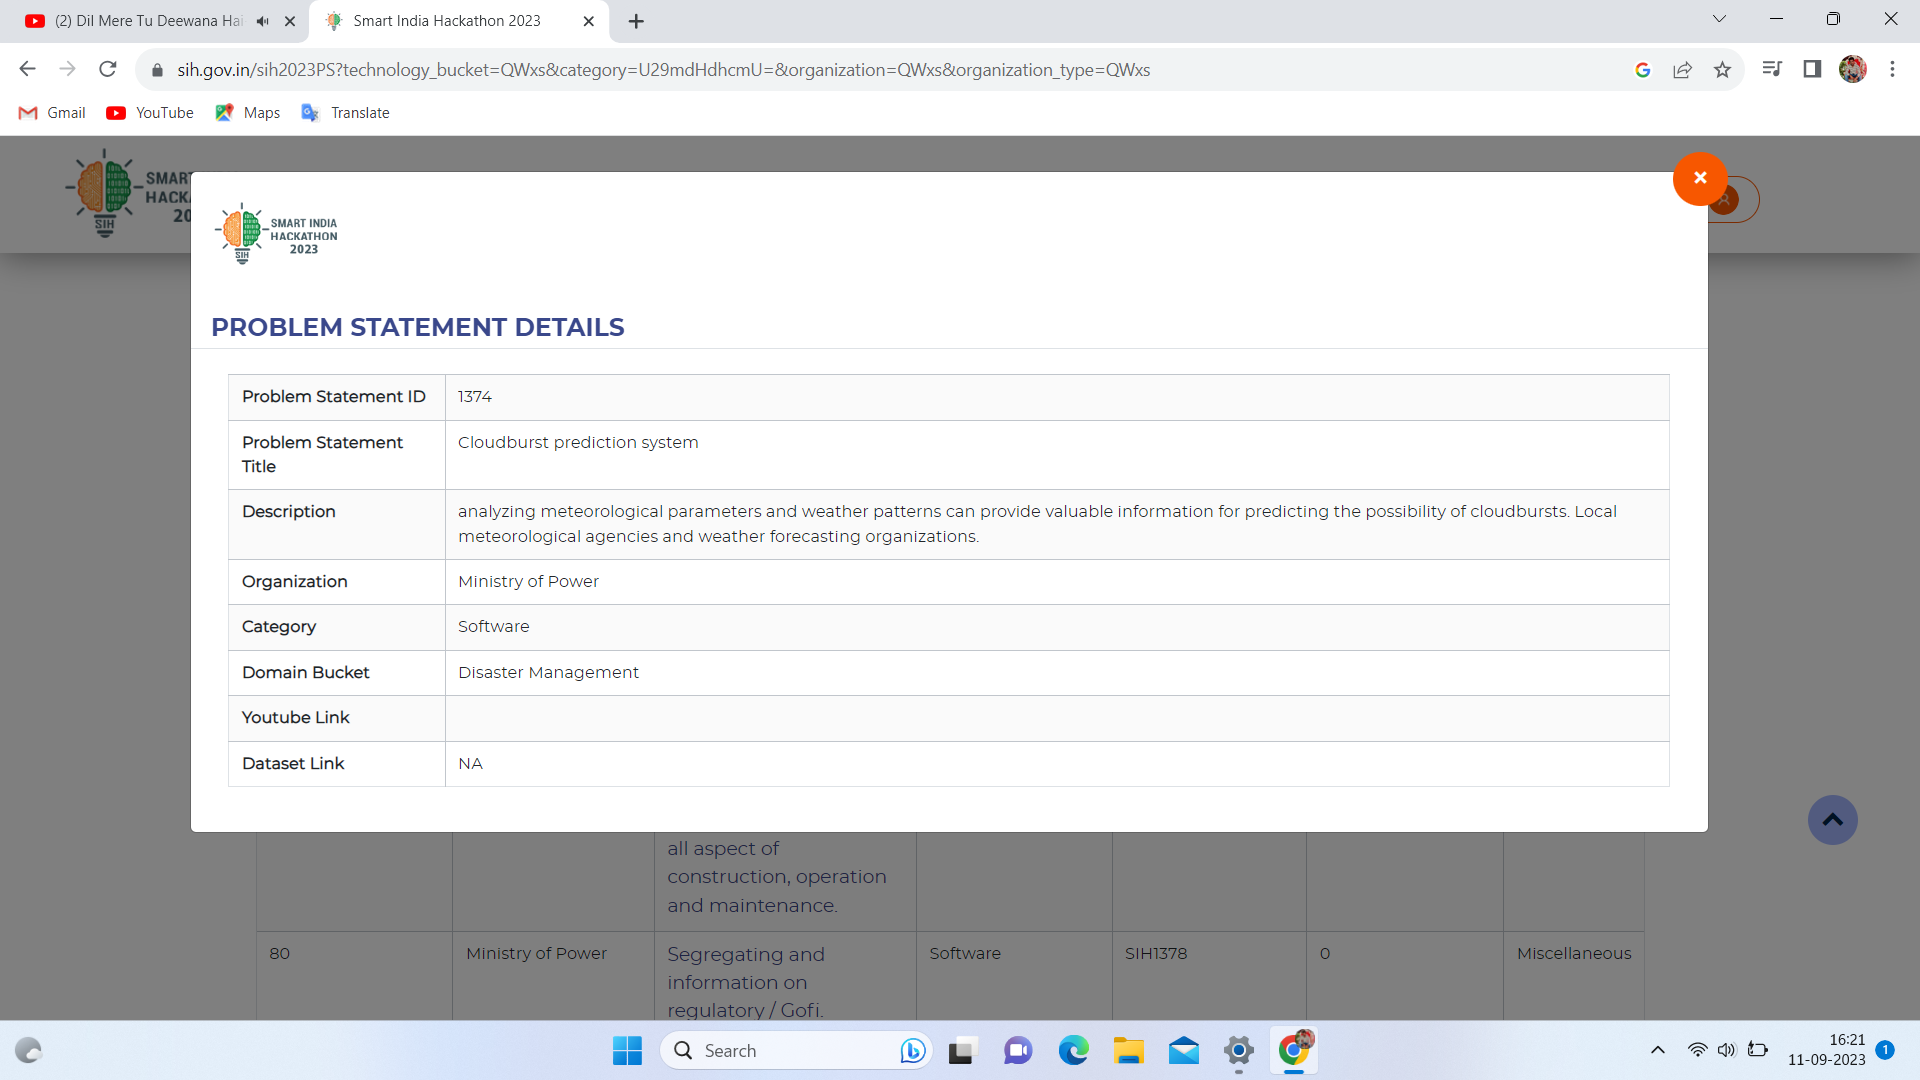 (2) Dil Mere Tu Deewana Hai
Smart India Hackathon 2023
sih.gov.in/sih2023PS?technology_bucket=QWxs&category=U29mdHdhcmU=&organization=QWxs&organization_type=QWxs
Gmail
YouTube
Maps
Translate
SMART
HACKA
20
SIH
SMART INDIA
HACKATHON
2023
SIH
PROBLEM STATEMENT DETAILS
Problem Statement ID 1374
Problem Statement Title Cloudburst prediction system
Description analyzing meteorological parameters and weather patterns can provide valuable information for predicting the possibility of cloudbursts. Local
meteorological agencies and weather forecasting organizations.
Organization Ministry of Power
Category Software
Domain Bucket Disaster Management
Youtube Link
Dataset Link NA
all aspect of
construction, operation
and maintenance.
80 Ministry of Power Segregating and Software SIH1378 0 Miscellaneous
information on
regulatory / Gofi.
Search
16:21
11-09-2023
1